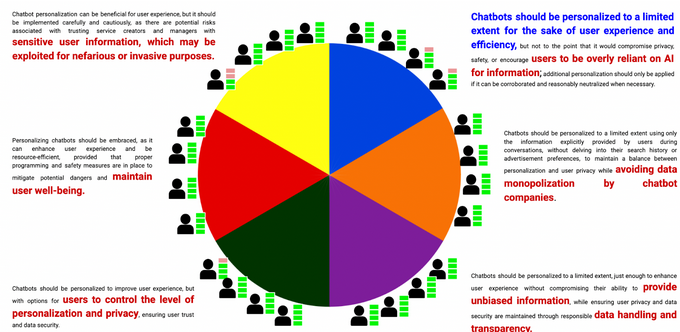 Chatbot personalization can be beneficial for user experience, but it should
be implemented carefully and cautiously, as there are potential risks
associated with trusting service creators and managers with
sensitive user information, which may be
exploited for nefarious or invasive purposes.
Chatbots should be personalized to a limited
extent for the sake of user experience and
efficiency, but not to the point that it would compromise privacy,
safety, or encourage users to be overly reliant on AI
for information; additional personalization should only be applied
if it can be corroborated and reasonably neutralized when necessary.
Personalizing chatbots should be embraced, as it
can enhance user experience and be
resource-efficient, provided that proper
programming and safety measures are in place to
mitigate potential dangers and maintain
user well-being.
Chatbots should be personalized to a limited extent using only
the information explicitly provided by users during
conversations, without delving into their search history or
advertisement preferences, to maintain a balance between
personalization and user privacy while avoiding data
monopolization by chatbot
companies.
Chatbots should be personalized to improve user experience, but
with options for users to control the level of
personalization and privacy, ensuring user trust
and data security.
Chatbots should be personalized to a limited extent, just enough to enhance
user experience without compromising their ability to provide
unbiased information, while ensuring user privacy and data
security are maintained through responsible data handling and
transparency.